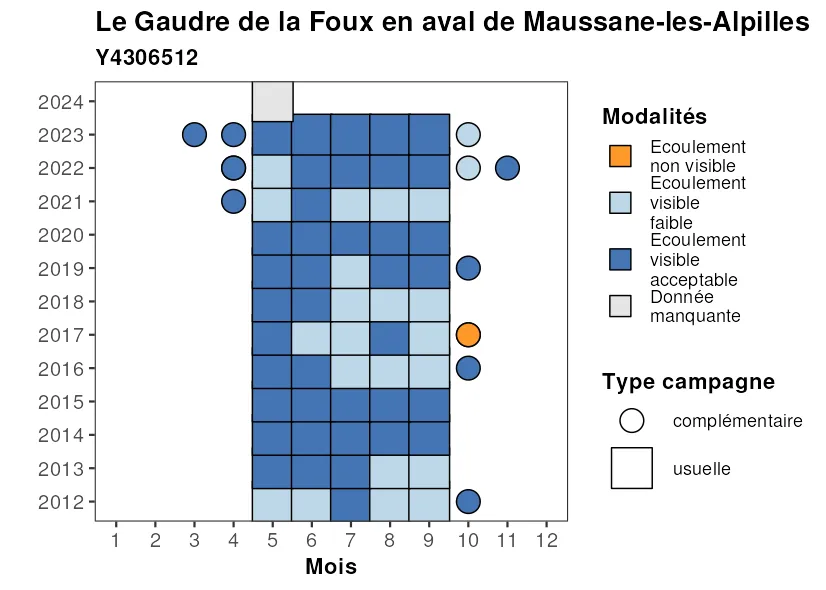 Le Gaudre de la Foux en aval de Maussane-les-Alpilles
Y4306512
2024
2023
2022
2021
2020
2019
2018
2017
2016
2015
2014
2013
2012
1 2 3 4 5 6 7 8 9 10 11 12
Mois
Modalités
Ecoulement
non visible
Ecoulement
visible
faible
Ecoulement
visible
acceptable
Donnée
manquante
Type campagne
complémentaire
usuelle